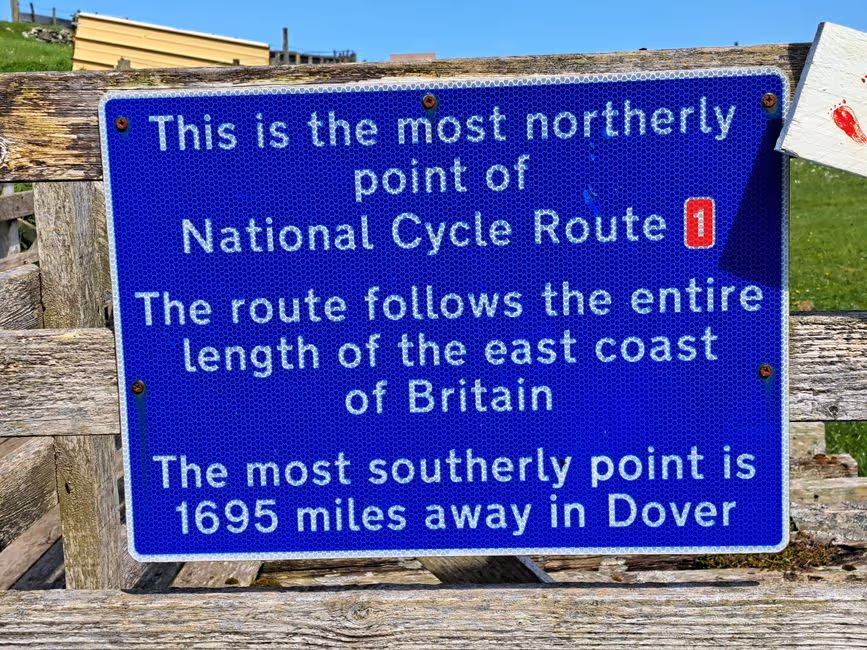 This is the most northerly
point of
National Cycle Route 1
The route follows the entire
length of the east coast
of Britain
The most southerly point is
1695 miles away in Dover